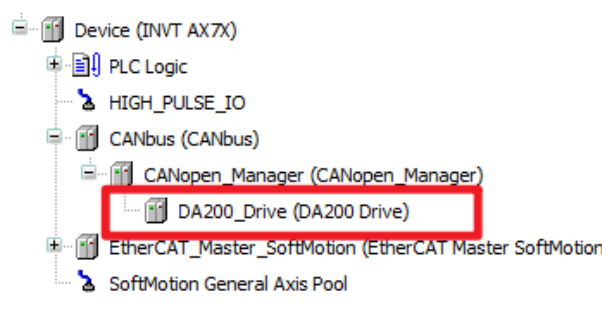 Device (INVT AX7X)
PLC Logic
HIGH_PULSE_IO
CANbus (CANbus)
CANopen_Manager (CANopen_Manager)
DA200_Drive (DA200 Drive)
EtherCAT_Master_SoftMotion (EtherCAT Master SoftMotion
SoftMotion General Axis Pool